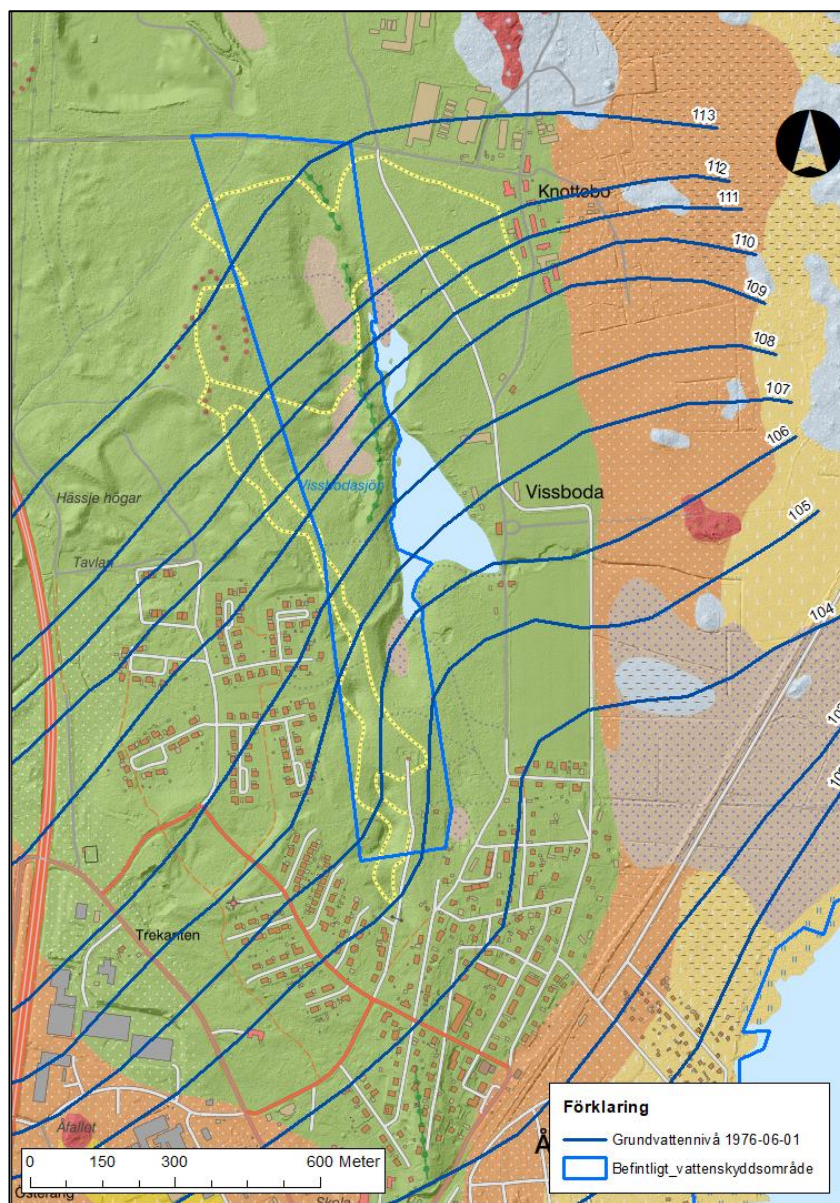 113
112
Knottebo
111
110
109
108
107
106
Vissbodasjön
Vissboda
Hässje högar
105
Tavlan
104
Trekanten
Åfallet
Österäng
Skola
Å
Förklaring
Grundvattennivå 1976-06-01
Befintligt_vattenskyddsområde
0 150 300 600 Meter